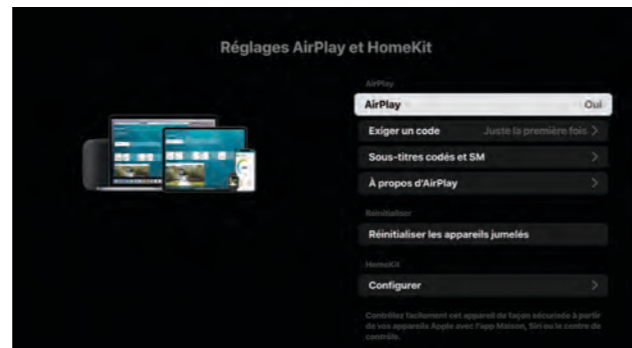 Réglages AirPlay et HomeKit
AirPlay
AirPlay Oui
Exiger un code Juste la première fois >
Sous-titres codés et SM >
À propos d'AirPlay >
Réinitialiser
Réinitialiser les appareils jumelés
HomeKit
Configurer >
Contrôlez facilement cet appareil de façon sécurisée à partir
de vos appareils Apple avec l'app Maison, Siri ou le centre de
contrôle.